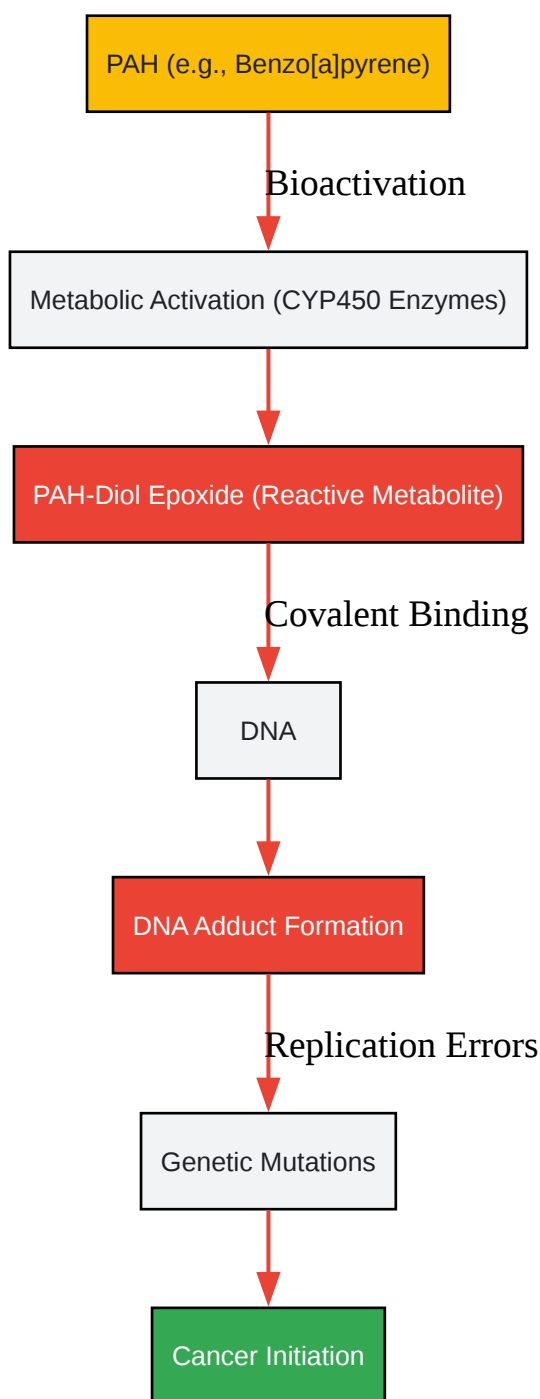 PAH (e.g., Benzo[a]pyrene)
Bioactivation
Metabolic Activation (CYP450 Enzymes)
PAH-Diol Epoxide (Reactive Metabolite)
Covalent Binding
DNA
DNA Adduct Formation
Replication Errors
Genetic Mutations
Cancer Initiation